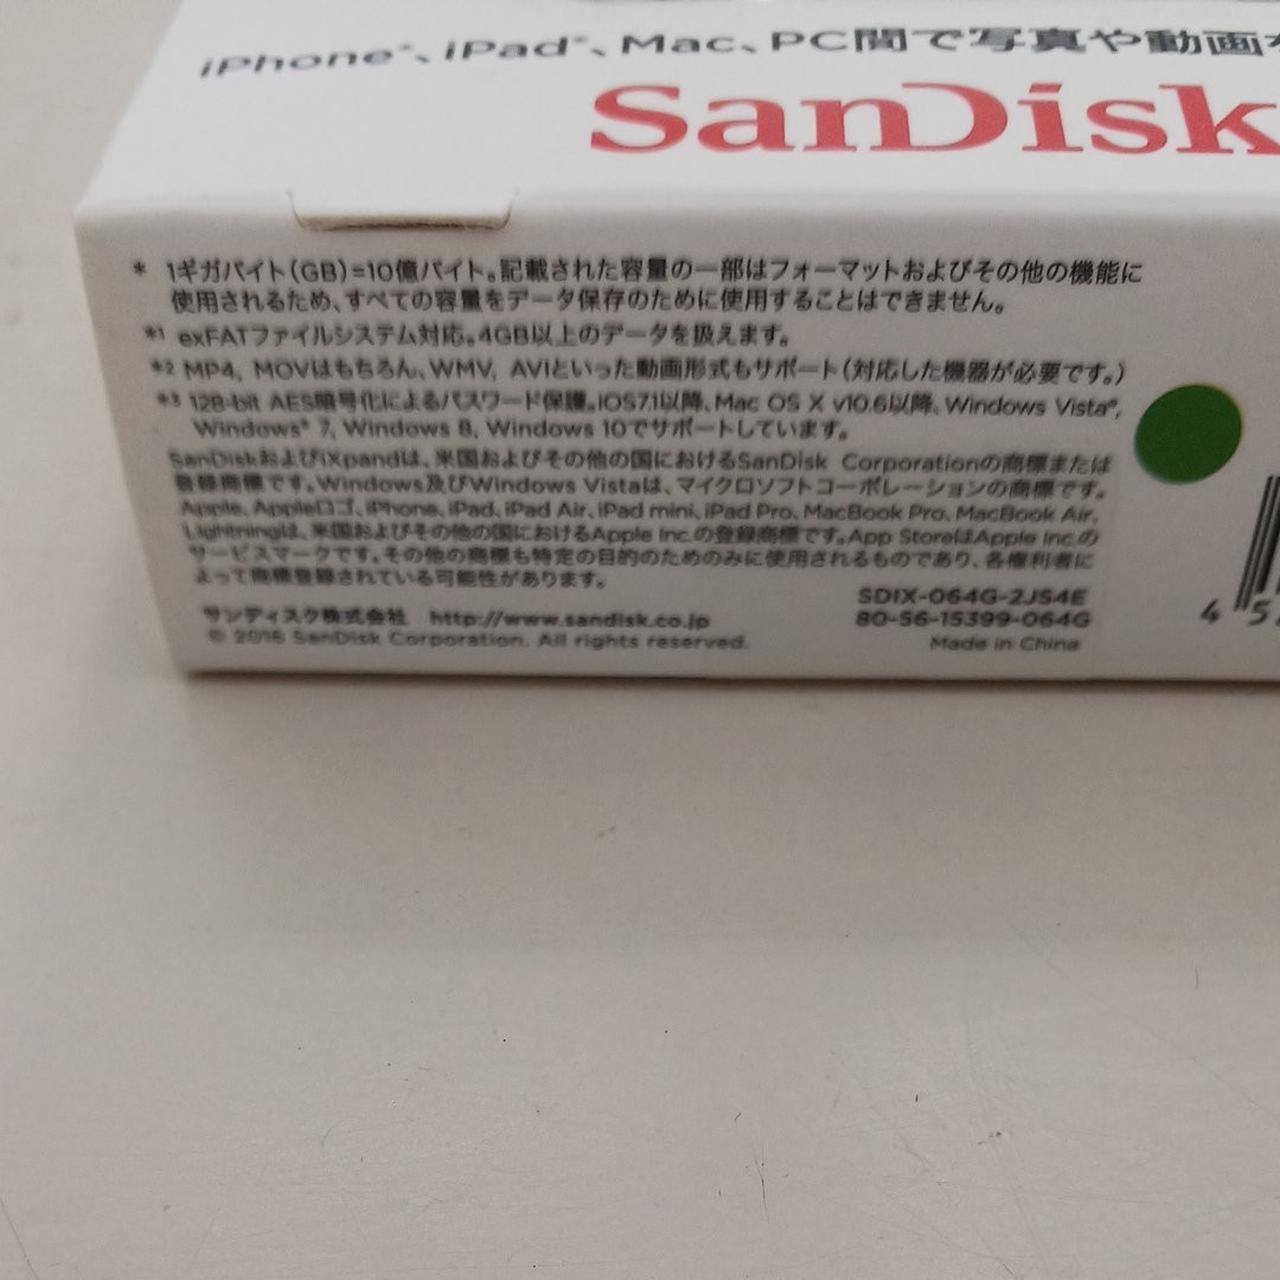 iPhone*、iPad*、Mac、PC間で写真や動画を
SanDisk
* 1ギガバイト(GB)=10億バイト。記載された容量の一部はフォーマットおよびその他の機能に
使用されるため、すべての容量をデータ保存のために使用することはできません。
*1 exFATファイルシステム対応。4GB以上のデータを扱えます。
*2 MP4, MOVはもちろん、WMV, AVIといった動画形式もサポート(対応した機器が必要です。)
*3 128-bit AES暗号化によるパスワード保護。iOS7.1以降、Mac OS X v10.6以降、Windows Vista®,
Windows® 7, Windows 8, Windows 10でサポートしています。
SanDiskおよびiXpandは、米国およびその他の国におけるSanDisk Corporationの商標または
登録商標です。Windows及びWindows Vistaは、マイクロソフトコーポレーションの商標です。
Apple、Appleロゴ、iPhone、iPad、iPad Air、iPad mini、iPad Pro、MacBook Pro、MacBook Air、
Lightningは、米国およびその他の国におけるApple Inc.の登録商標です。App StoreはApple Inc.の
サービスマークです。その他の商標も特定の目的のためのみに使用されるものであり、各権利者に
よって商標登録されている可能性があります。
SDIX-064G-2JS4E
サンディスク株式会社 http://www.sandisk.co.jp
80-56-15399-064G
© 2016 SanDisk Corporation. All rights reserved.
Made in China
4 5